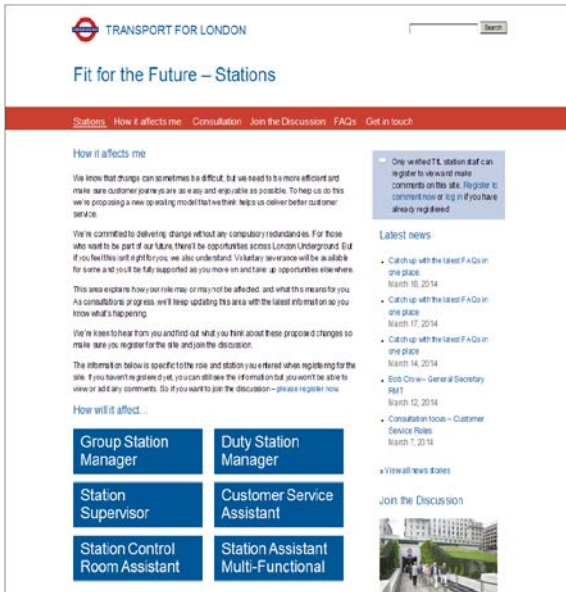 TRANSPORT FOR LONDON
Search
Fit for the Future – Stations
Stations How it affects me Consultation Join the Discussion FAQs Get in touch
How it affects me
We know that change can sometimes be difficult, but we need to be more efficient and
make sure customer journeys are as easy and enjoyable as possible. To help us do this
we're proposing a new operating model that we think helps us deliver better customer
service.
We're committed to delivering change without any compulsory redundancies. For those
who want to be part of our future, there'll be opportunities across London Underground. But
if you feel this isn't right for you, we also understand. Voluntary severance will be available
for some and you'll be fully supported as you move on and take up opportunities elsewhere.
This area explains how your role may or may not be affected, and what this means for you.
As consultations progress, we'll keep updating this area with the latest information so you
know what's happening.
We're keen to hear from you and find out what you think about these proposed changes so
make sure you register for the site and join the discussion.
The information below is specific to the role and station you entered when registering for the
site. If you haven't registered yet, you can still see the information but you won't be able to
view or add any comments. So if you want to join the discussion – please register now.
How will it affect...
Group Station
Manager
Duty Station
Manager
Station
Supervisor
Customer Service
Assistant
Station Control
Room Assistant
Station Assistant
Multi-Functional
Only verified TfL station staff can
register to view and make
comments on this site. Register to
comment now or log in if you have
already registered
Latest news
Catch up with the latest FAQs in
one place.
March 18, 2014
Catch up with the latest FAQs in
one place
March 17, 2014
Catch up with the latest FAQs in
one place
March 14, 2014
Bob Crow – General Secretary
RMT
March 12, 2014
Consultation focus – Customer
Service Roles
March 7, 2014
» View all news stories
Join the Discussion